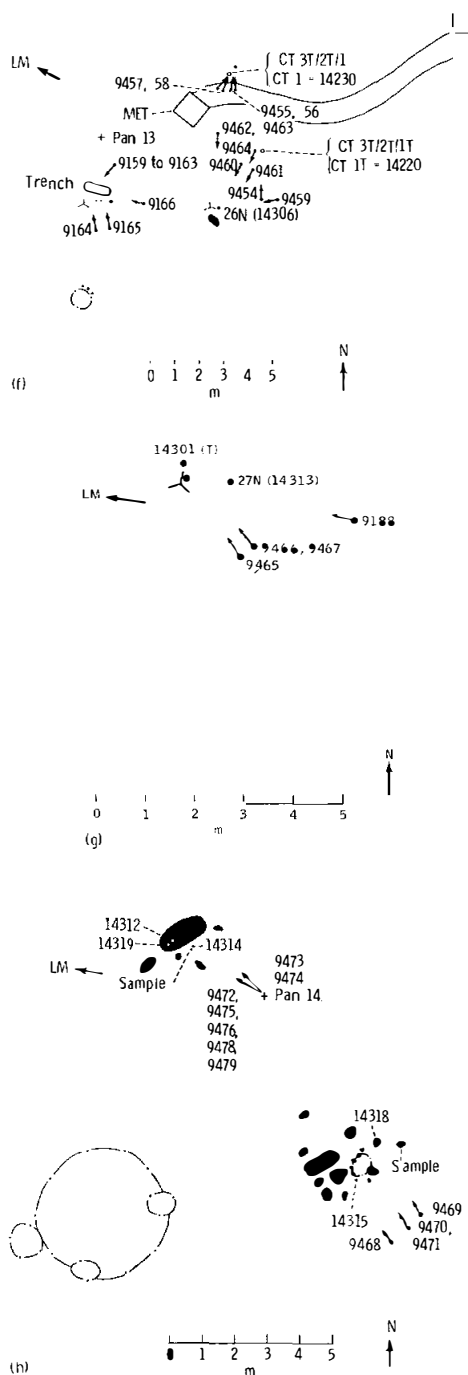 I
LM
CT 3T/2T/1
CT 1 = 14230
9457, 58
MET
9455, 56
+ Pan 13
9462, 9463
9464
CT 3T/2T/1T
CT 1T = 14220
9159 to 9163
9460
9461
Trench
9454
9459
9166
26N (14306)
9164
9165
N
(f)
0 1 2 3 4 5
m
14301 (T)
LM
27N (14313)
9188
9466, 9467
9465
N
0 1 2 3 4 5
m
(g)
14312
14319
14314
LM
Sample
9473
9474
+ Pan 14
9472,
9475,
9476,
9478,
9479
14318
Sample
14315
9469
9468
9470,
9471
N
0 1 2 3 4 5
m
(h)